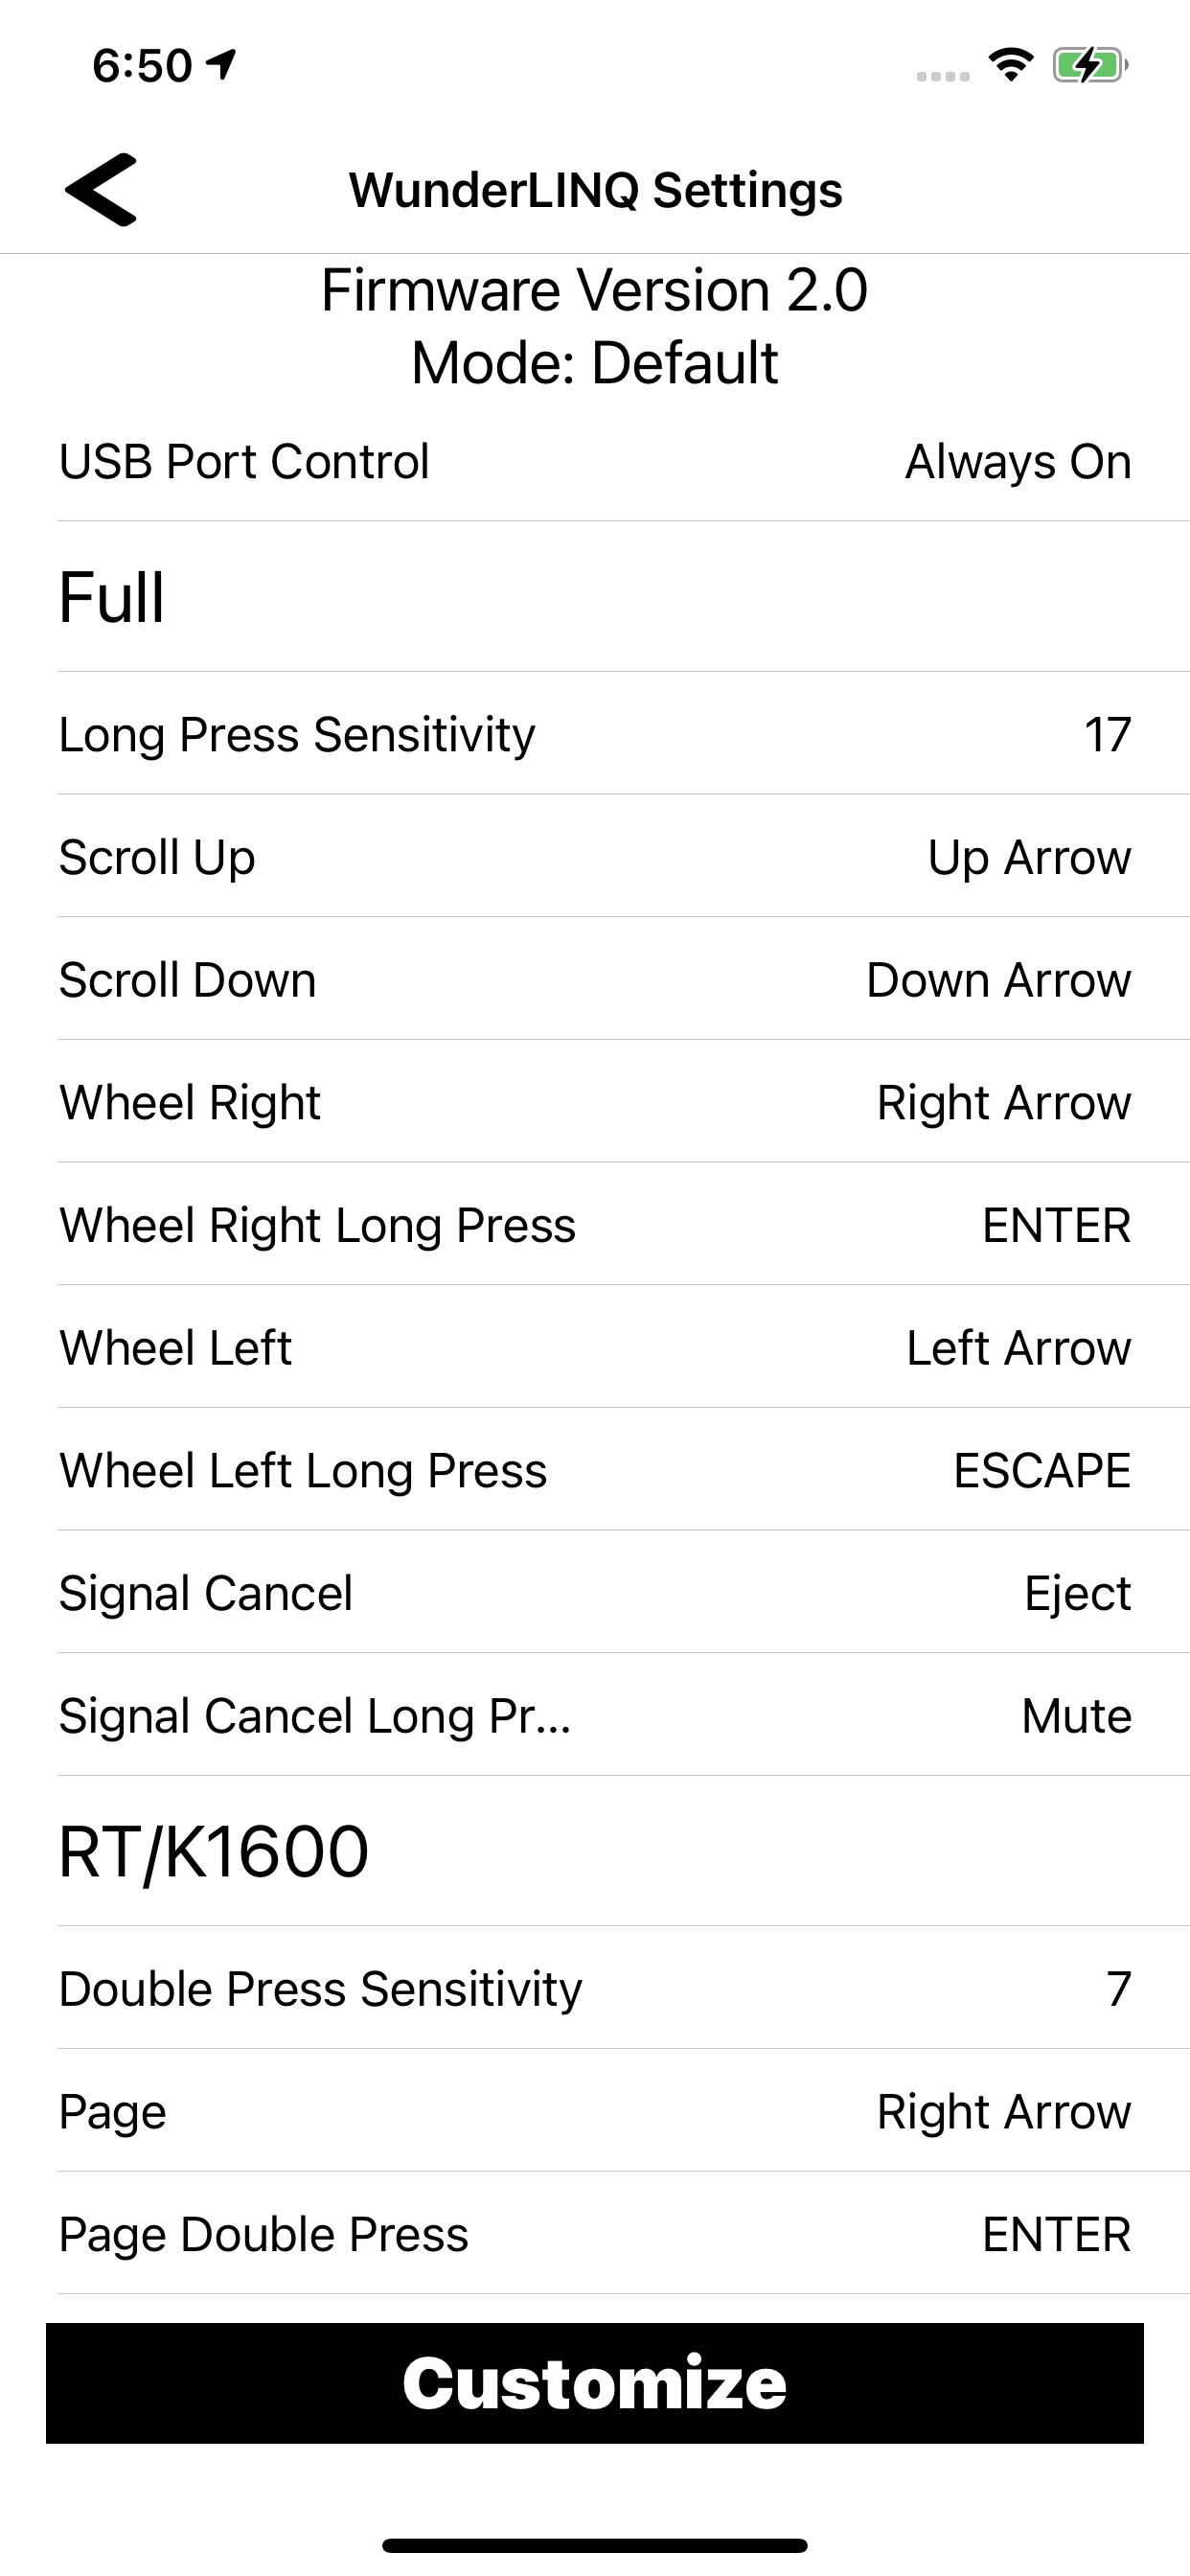 6:50
WunderLINQ Settings
Firmware Version 2.0
Mode: Default
USB Port Control Always On
Full
Long Press Sensitivity 17
Scroll Up Up Arrow
Scroll Down Down Arrow
Wheel Right Right Arrow
Wheel Right Long Press ENTER
Wheel Left Left Arrow
Wheel Left Long Press ESCAPE
Signal Cancel Eject
Signal Cancel Long Pr... Mute
RT/K1600
Double Press Sensitivity 7
Page Right Arrow
Page Double Press ENTER
Customize